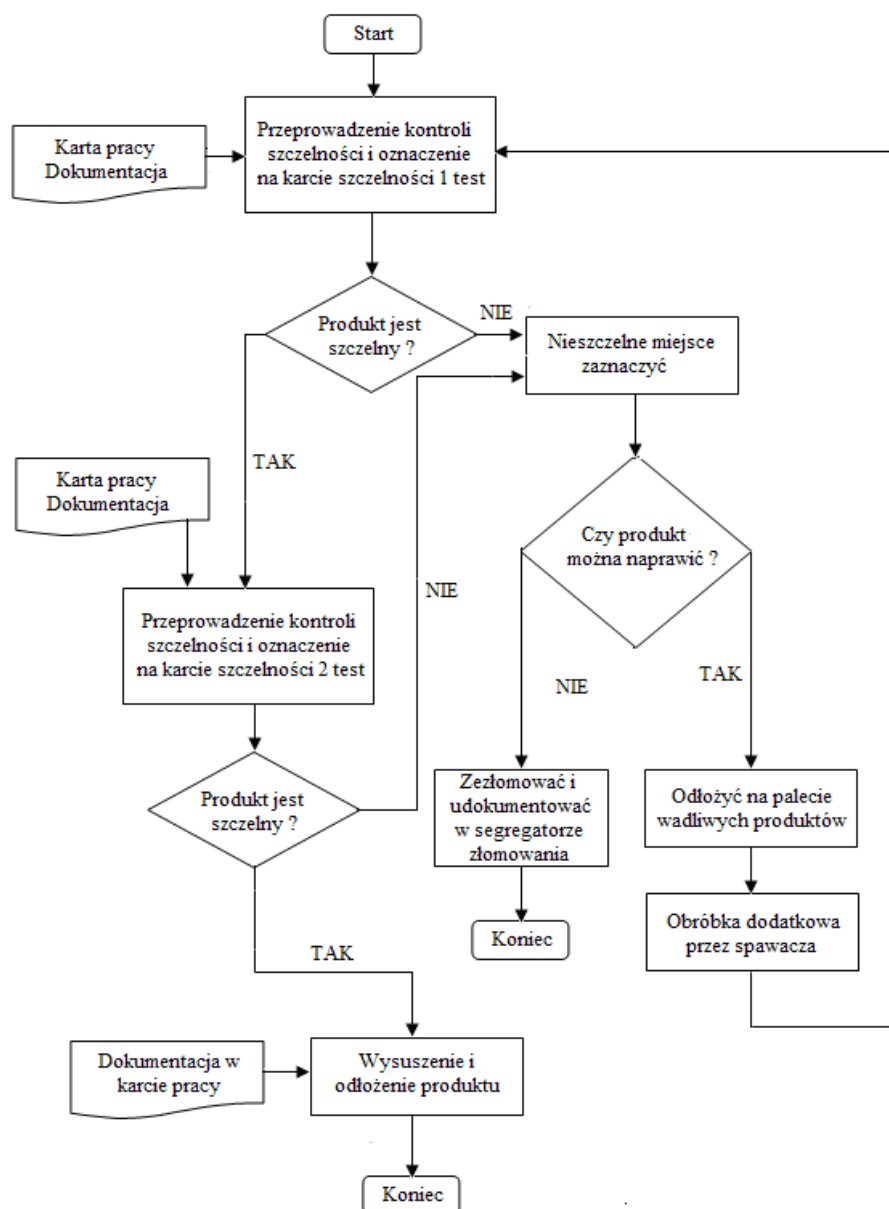 Start
Karta pracy
Dokumentacja
Przeprowadzenie kontroli
szczelności i oznaczenie
na karcie szczelności 1 test
Produkt jest
szczelny ?
NIE
Nieszczelne miejsce
zaznaczyć
TAK
Karta pracy
Dokumentacja
Czy produkt
można naprawić ?
NIE
Przeprowadzenie kontroli
szczelności i oznaczenie
na karcie szczelności 2 test
NIE
TAK
Produkt jest
szczelny ?
Zezłomować i
udokumentować
w segregatorze
złomowania
Odłożyć na palecie
wadliwych produktów
Koniec
Obróbka dodatkowa
przez spawacza
TAK
Dokumentacja w
karcie pracy
Wysuszenie i
odłożenie produktu
Koniec